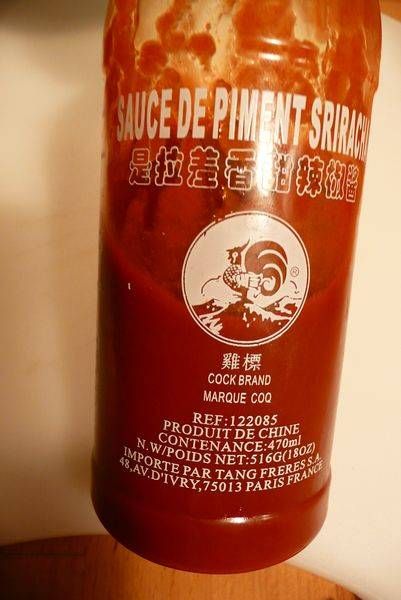 SAUCE DE PIMENT SRIRACHA
是拉差香甜辣椒酱
®
雞標
COCK BRAND
MARQUE COQ
REF:122085
PRODUIT DE CHINE
CONTENANCE:470ml
N.W/POIDS NET:516G(18OZ)
IMPORTE PAR TANG FRERES S.A
48,AV.D'IVRY,75013 PARIS FRANCE